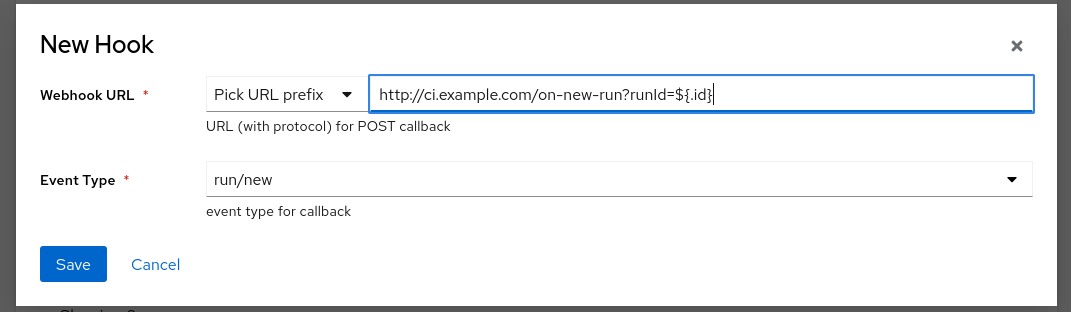 New Hook
Webhook URL * Pick URL prefix http://ci.example.com/on-new-run?runId=${.id}
URL (with protocol) for POST callback
Event Type * run/new
event type for callback
Save Cancel